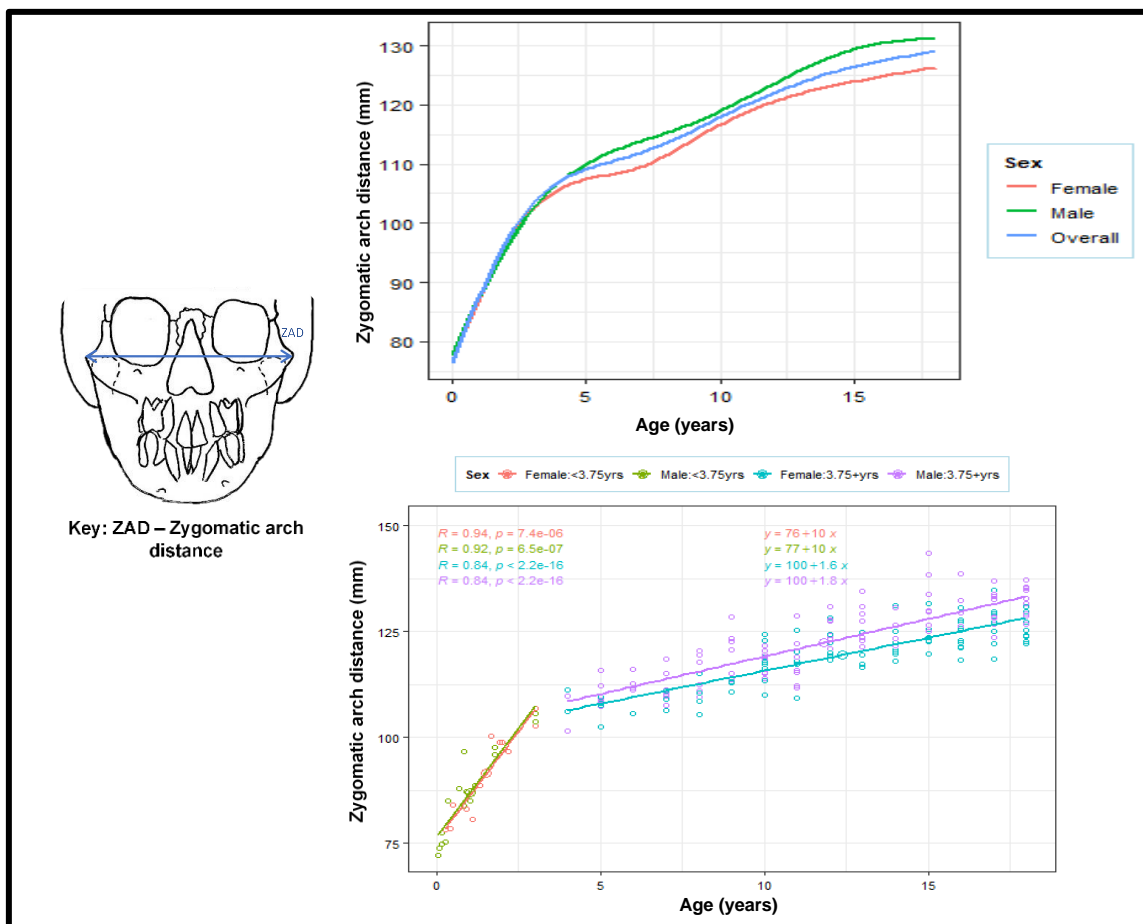 130
120
110
100
90
80
Zygomatic arch distance (mm)
0 5 10 15
Age (years)
Sex
Female
Male
Overall
ZAD
Key: ZAD – Zygomatic arch
distance
Sex Female:<3.75yrs Male:<3.75yrs Female:3.75+yrs Male:3.75+yrs
R = 0.94, p = 7.4e-06 y = 76+10 x
R = 0.92, p = 6.5e-07 y = 77+10 x
R = 0.84, p < 2.2e-16 y = 100+1.6 x
R = 0.84, p < 2.2e-16 y = 100+1.8 x
150
125
100
75
Zygomatic arch distance (mm)
0 5 10 15
Age (years)